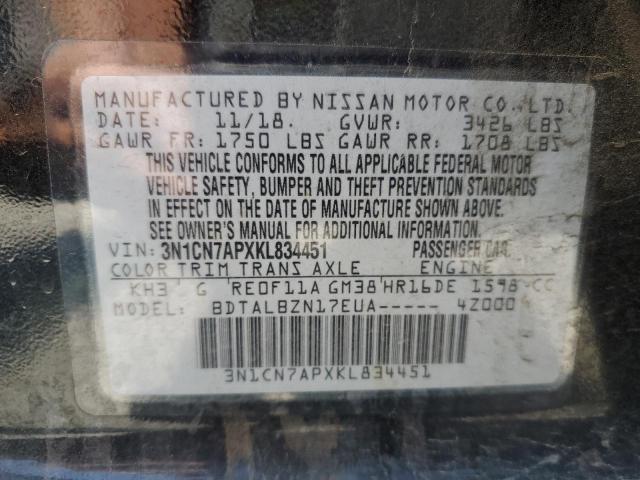 MANUFACTURED BY NISSAN MOTOR CO., LTD.
DATE: 11/18. GVWR: 3426 LBS
GAWR FR: 1750 LBS GAWR RR: 1708 LBS
THIS VEHICLE CONFORMS TO ALL APPLICABLE FEDERAL MOTOR
VEHICLE SAFETY, BUMPER AND THEFT PREVENTION STANDARDS
IN EFFECT ON THE DATE OF MANUFACTURE SHOWN ABOVE.
SEE OWNER'S MANUAL FOR ADDITIONAL INFORMATION.
VIN: 3N1CN7APXKL834451 PASSENGER CAR
COLOR TRIM TRANS AXLE ENGINE
KH3 G RE0F11A GM38 HR16DE 1598 CC
MODEL: BDTALBZN17EUA----- 4Z000
3N1CN7APXKL834451